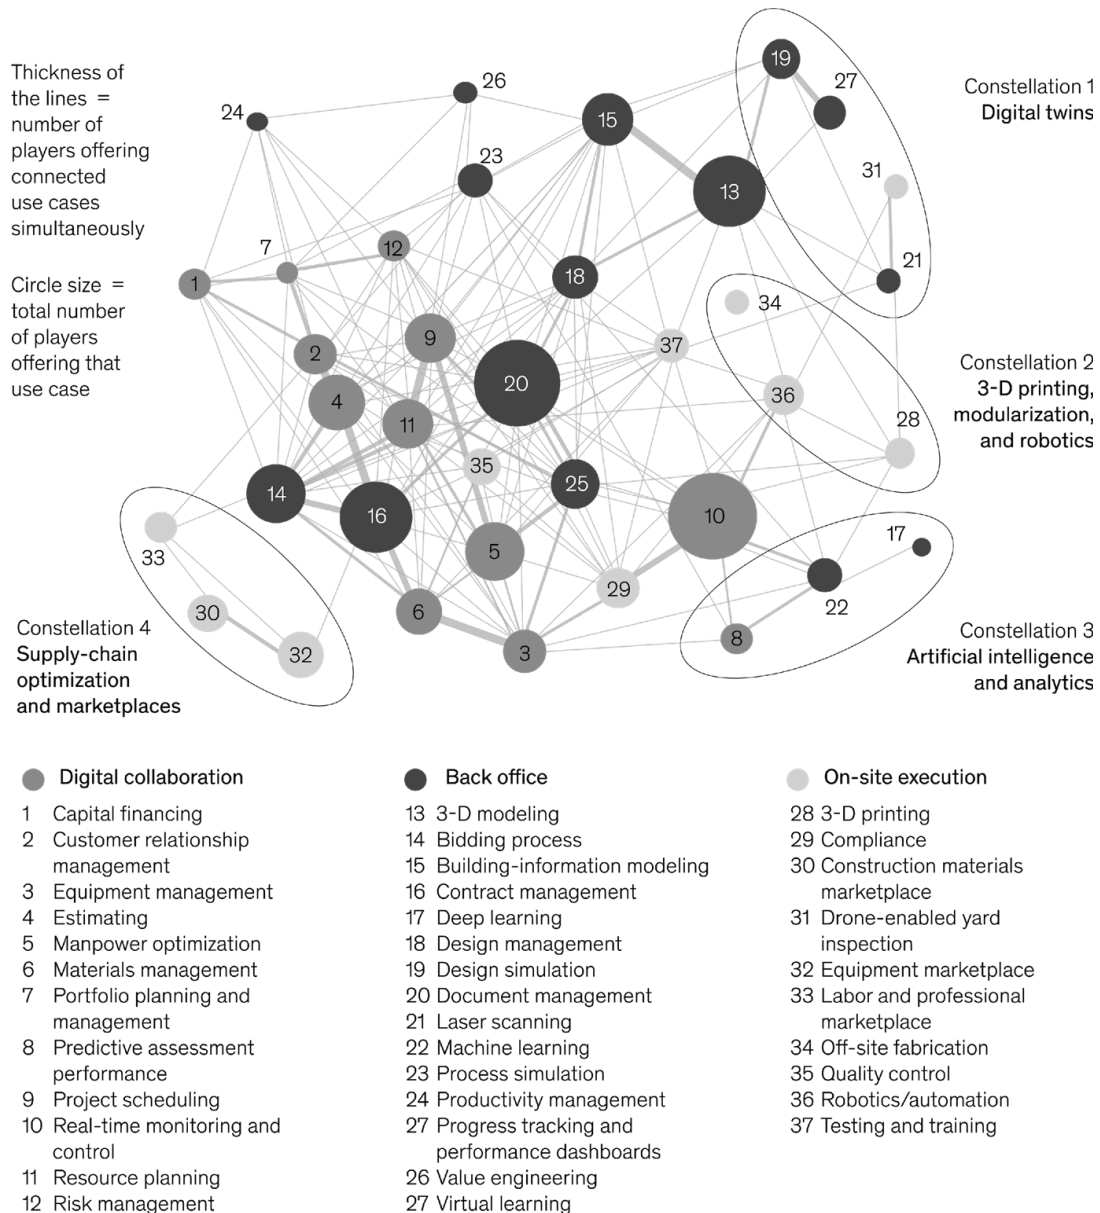 Thickness of
the lines =
number of
players offering
connected
use cases
simultaneously
Circle size =
total number
of players
offering that
use case
26
24
19
27
15
Constellation 1
Digital twins
23
31
13
7
12
1
18
21
34
9
2
37
20
Constellation 2
3-D printing,
modularization,
and robotics
4
36
11
28
35
14
25
16
10
17
33
5
29
22
30
6
8
3
32
Constellation 4
Supply-chain
optimization
and marketplaces
Constellation 3
Artificial intelligence
and analytics
Digital collaboration
1 Capital financing
2 Customer relationship
management
3 Equipment management
4 Estimating
5 Manpower optimization
6 Materials management
7 Portfolio planning and
management
8 Predictive assessment
performance
9 Project scheduling
10 Real-time monitoring and
control
11 Resource planning
12 Risk management
Back office
13 3-D modeling
14 Bidding process
15 Building-information modeling
16 Contract management
17 Deep learning
18 Design management
19 Design simulation
20 Document management
21 Laser scanning
22 Machine learning
23 Process simulation
24 Productivity management
27 Progress tracking and
performance dashboards
26 Value engineering
27 Virtual learning
On-site execution
28 3-D printing
29 Compliance
30 Construction materials
marketplace
31 Drone-enabled yard
inspection
32 Equipment marketplace
33 Labor and professional
marketplace
34 Off-site fabrication
35 Quality control
36 Robotics/automation
37 Testing and training